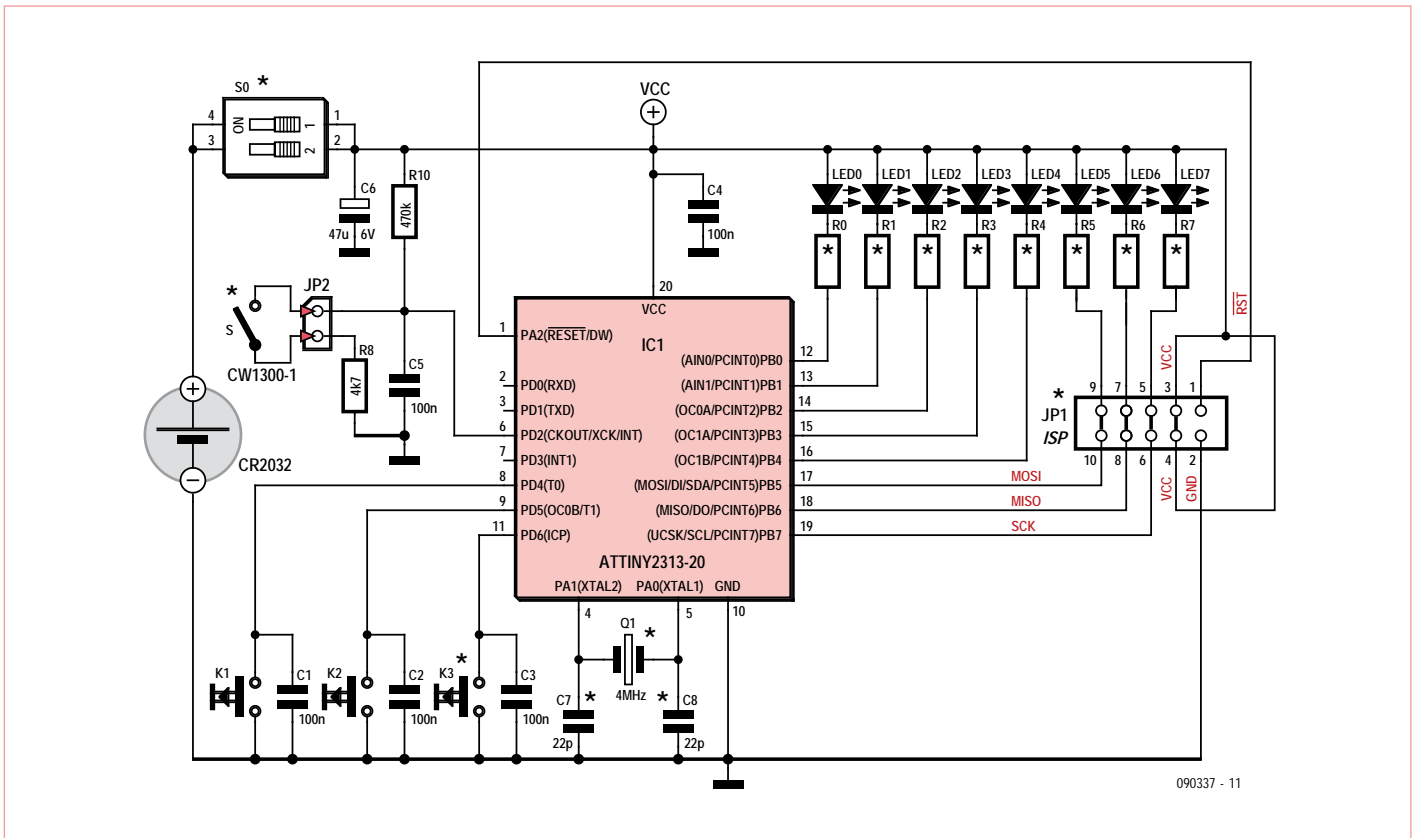 S0 *
4
3
ON
1
2
1
2
VCC
+
C6
47u 6V
R10
470k
C4
100n
LED0
LED1
LED2
LED3
LED4
LED5
LED6
LED7
R0
R1
R2
R3
R4
R5
R6
R7
*
*
*
*
*
*
*
*
*
S
CW1300-1
JP2
R8
4k7
C5
100n
+
CR2032
−
20
VCC
IC1
1
PA2(RESET/DW)
2
PD0(RXD)
3
PD1(TXD)
6
PD2(CKOUT/XCK/INT)
7
PD3(INT1)
8
PD4(T0)
9
PD5(OC0B/T1)
11
PD6(ICP)
(AIN0/PCINT0)PB0
12
(AIN1/PCINT1)PB1
13
(OC0A/PCINT2)PB2
14
(OC1A/PCINT3)PB3
15
(OC1B/PCINT4)PB4
16
(MOSI/DI/SDA/PCINT5)PB5
17
MOSI
(MISO/DO/PCINT6)PB6
18
MISO
(UCSK/SCL/PCINT7)PB7
19
SCK
ATTINY2313-20
PA1(XTAL2)
PA0(XTAL1)
GND
4
5
10
RST
VCC
9
7
5
3
1
*
JP1
ISP
10
8
6
4
2
VCC
GND
K1
C1
100n
K2
C2
100n
K3
*
C3
100n
Q1
*
4MHz
C7
*
22p
*
C8
22p
090337 - 11